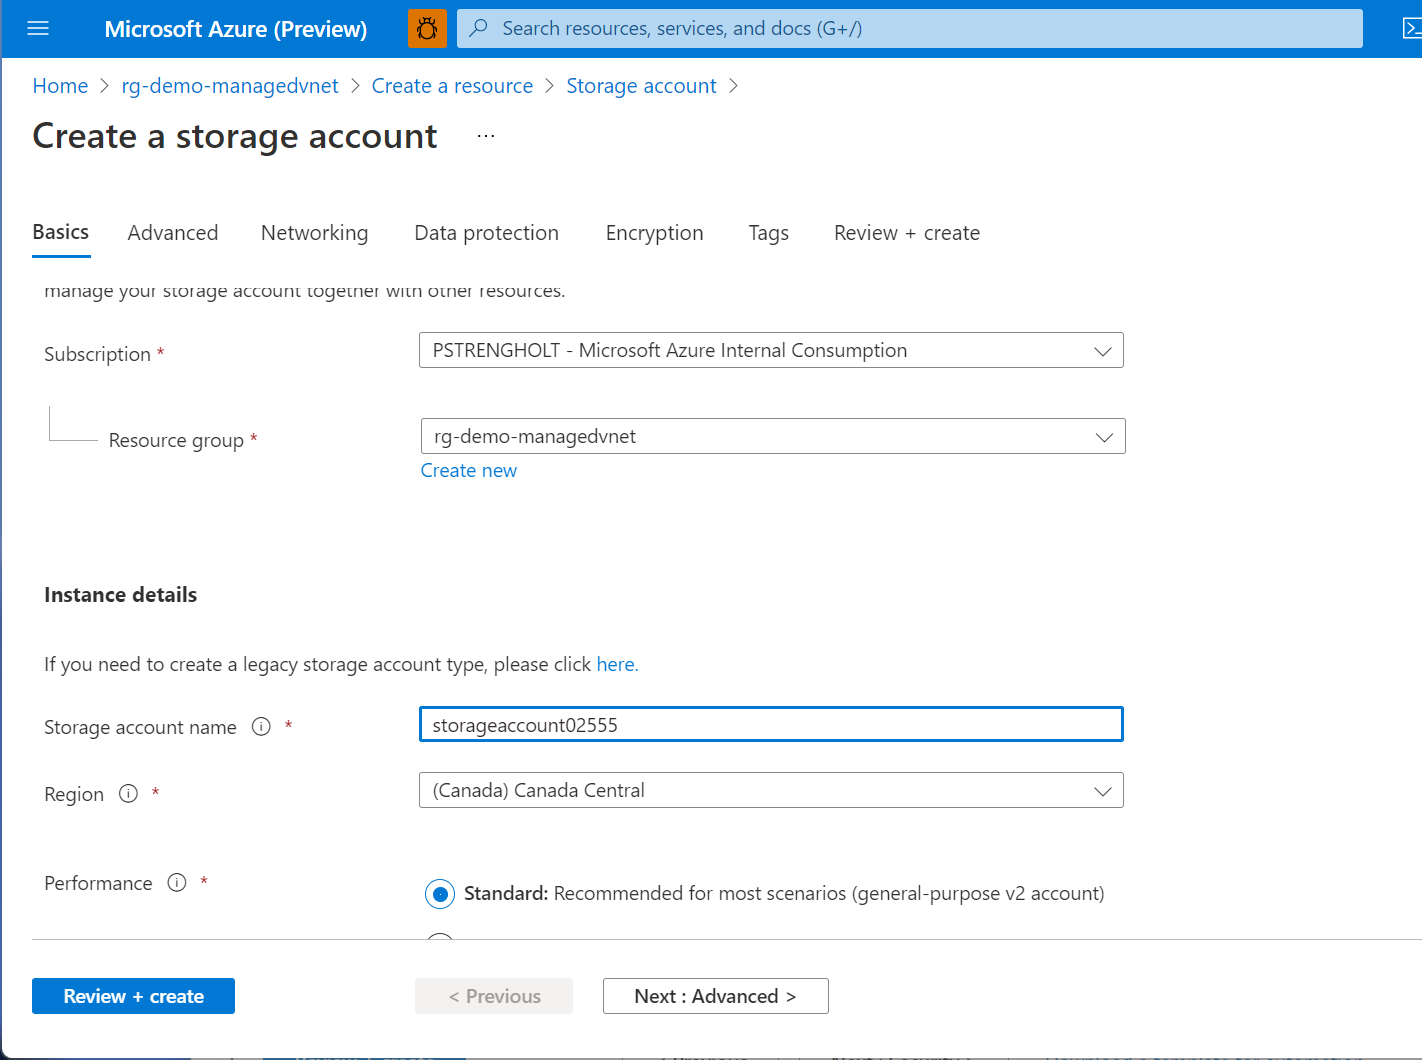 Microsoft Azure (Preview)
Search resources, services, and docs (G+/)
Home > rg-demo-managedvnet > Create a resource > Storage account >
Create a storage account ...
Basics Advanced Networking Data protection Encryption Tags Review + create
manage your storage account together with other resources.
Subscription * PSTRENGHOLT - Microsoft Azure Internal Consumption
Resource group * rg-demo-managedvnet
Create new
Instance details
If you need to create a legacy storage account type, please click here.
Storage account name * storageaccount02555
Region * (Canada) Canada Central
Performance * Standard: Recommended for most scenarios (general-purpose v2 account)
Review + create < Previous Next : Advanced >